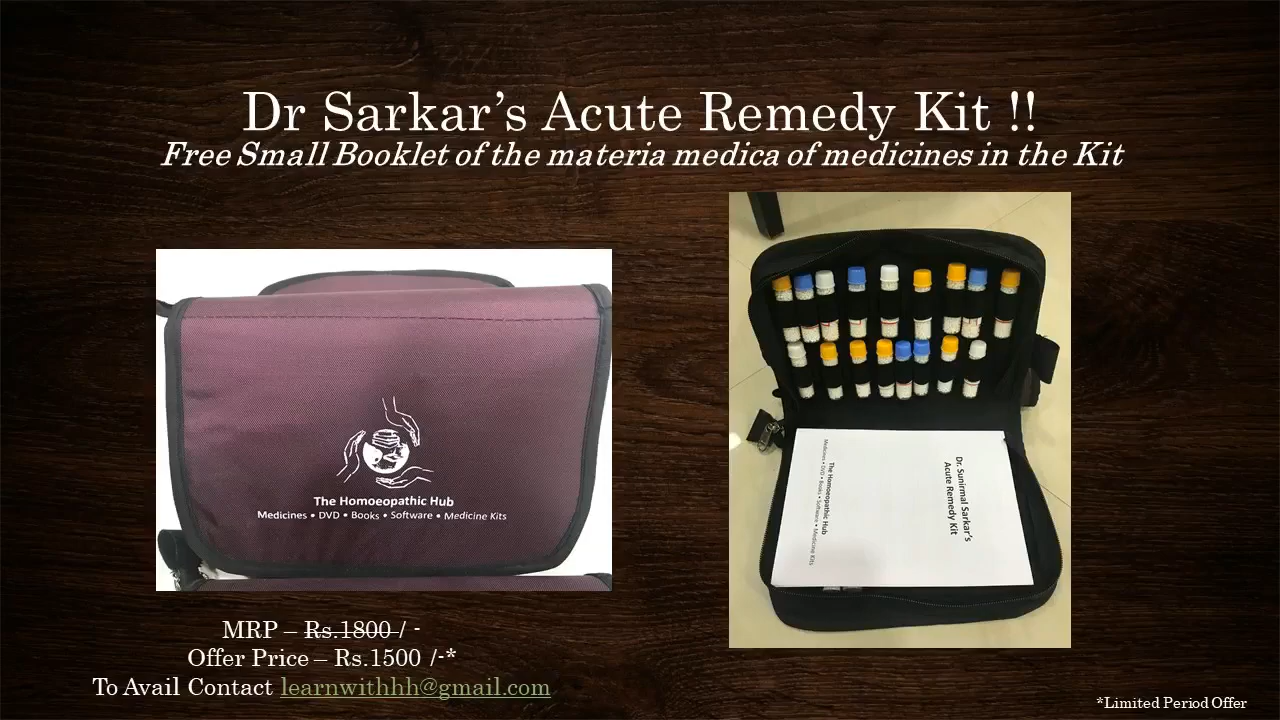 Dr Sarkar’s Acute Remedy Kit !!
Free Small Booklet of the materia medica of medicines in the Kit
The Homoeopathic Hub
Medicines • DVD • Books • Software • Medicine Kits
Dr. Sunirmal Sarkar's
Acute Remedy Kit
The Homoeopathic Hub
Medicines • DVD • Books • Software • Medicine Kits
MRP – Rs.1800 / -
Offer Price – Rs.1500 /-*
To Avail Contact learnwithhh@gmail.com
*Limited Period Offer